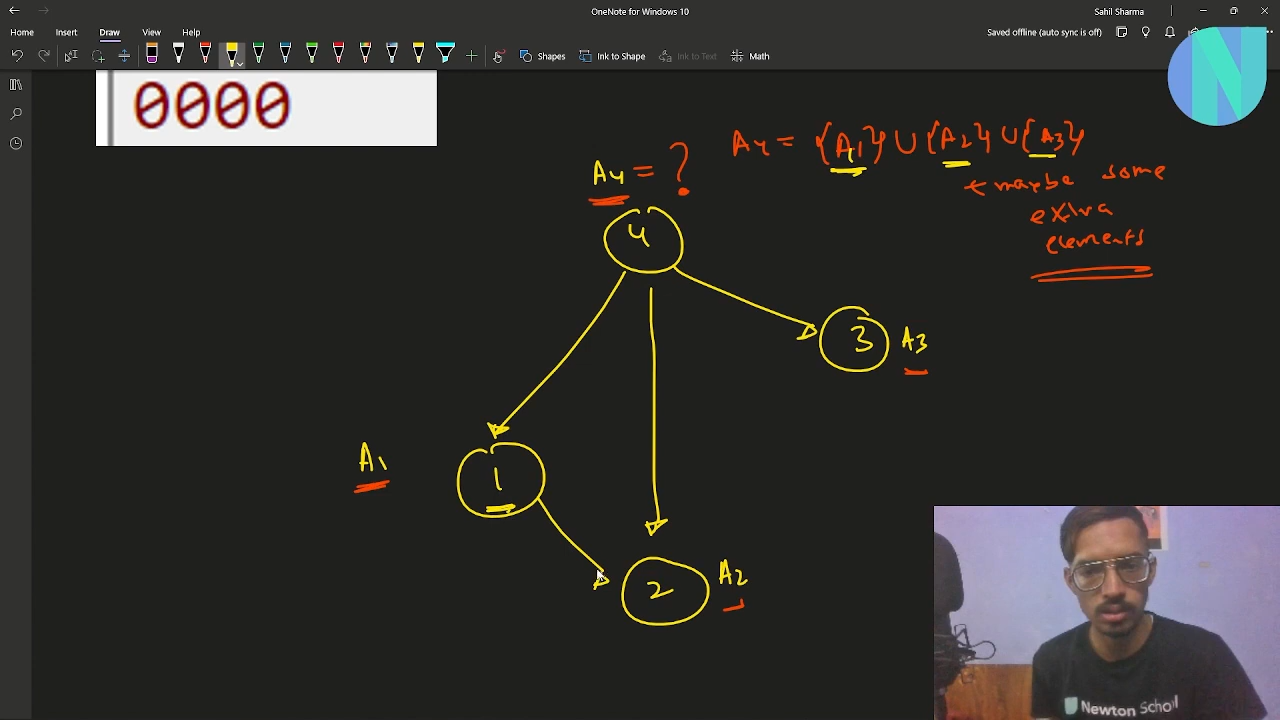 OneNote for Windows 10
Sahil Sharma
Home Insert Draw View Help
Saved offline (auto sync is off)
Shapes Ink to Shape Ink to Text Math
0000
A4 = ?
A4 = {A1} ∪ {A2} ∪ {A3}
+ maybe some
extra
elements
4
3 A3
A1
1
2 A2
N
Newton School